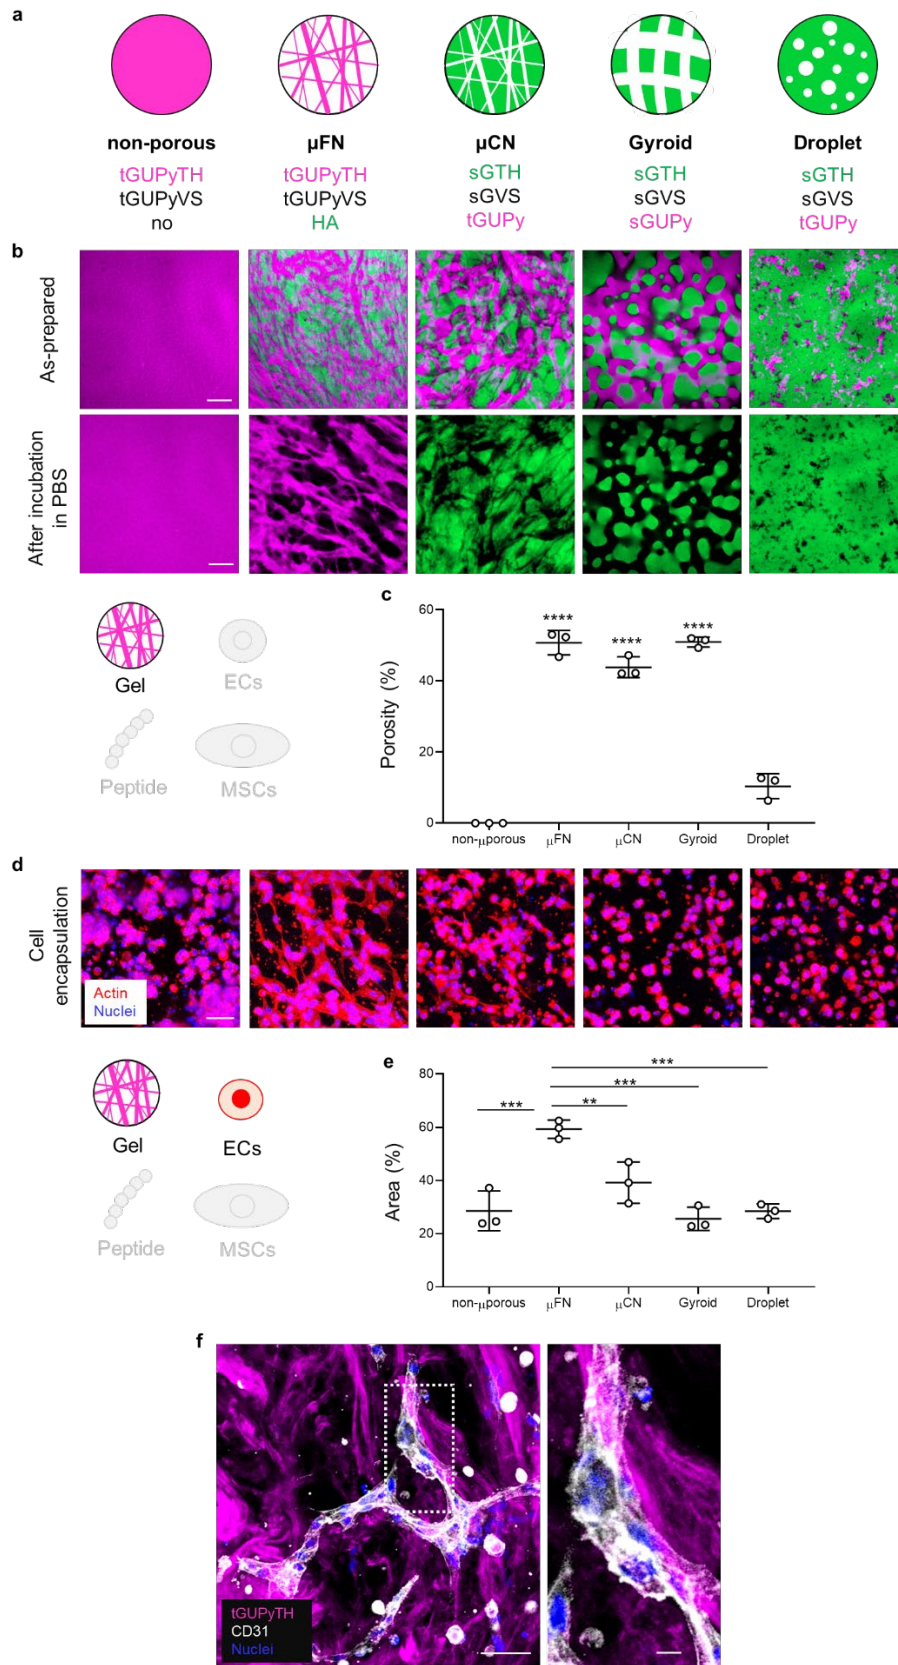 a
non-porous
μFN
μCN
Gyroid
Droplet
tGUPyTH
tGUPyTH
sGTH
sGTH
sGTH
tGUPyVS
tGUPyVS
sGVS
sGVS
sGVS
no
HA
tGUPy
sGUPy
tGUPy
b
As-prepared
After incubation
in PBS
Gel
ECs
Peptide
MSCs
c
Porosity (%)
60
40
20
0
****
****
****
non-μporous
μFN
μCN
Gyroid
Droplet
d
Cell
encapsulation
Actin
Nuclei
Gel
ECs
Peptide
MSCs
e
Area (%)
80
60
40
20
0
***
***
***
**
non-μporous
μFN
μCN
Gyroid
Droplet
f
tGUPyTH
CD31
Nuclei